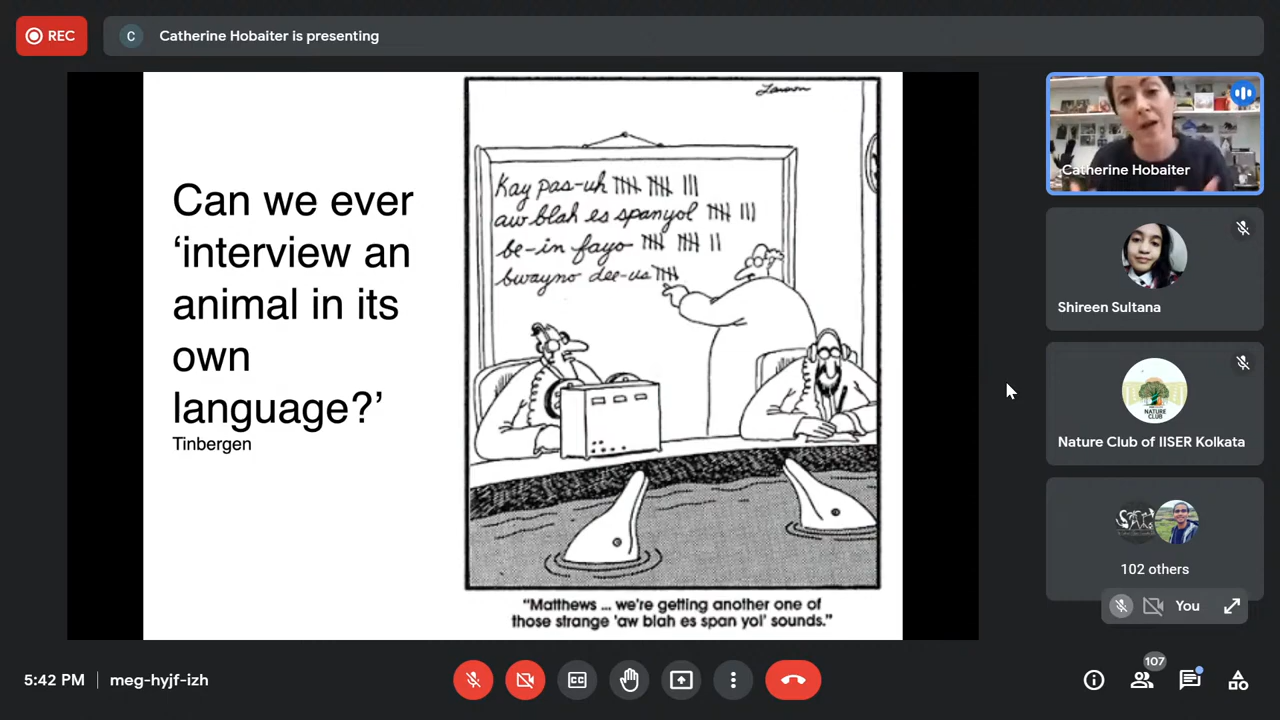 REC
C
Catherine Hobaiter is presenting
Can we ever
‘interview an
animal in its
own
language?’
Tinbergen
Larson
Kay pas-uh
aw blah es spanyol
be-in fayo
bwayno dee-us
“Matthews ... we're getting another one of
those strange 'aw blah es span yol' sounds.”
Catherine Hobaiter
Shireen Sultana
NATURE
CLUB
Nature Club of IISER Kolkata
102 others
You
5:42 PM | meg-hyjf-izh
107